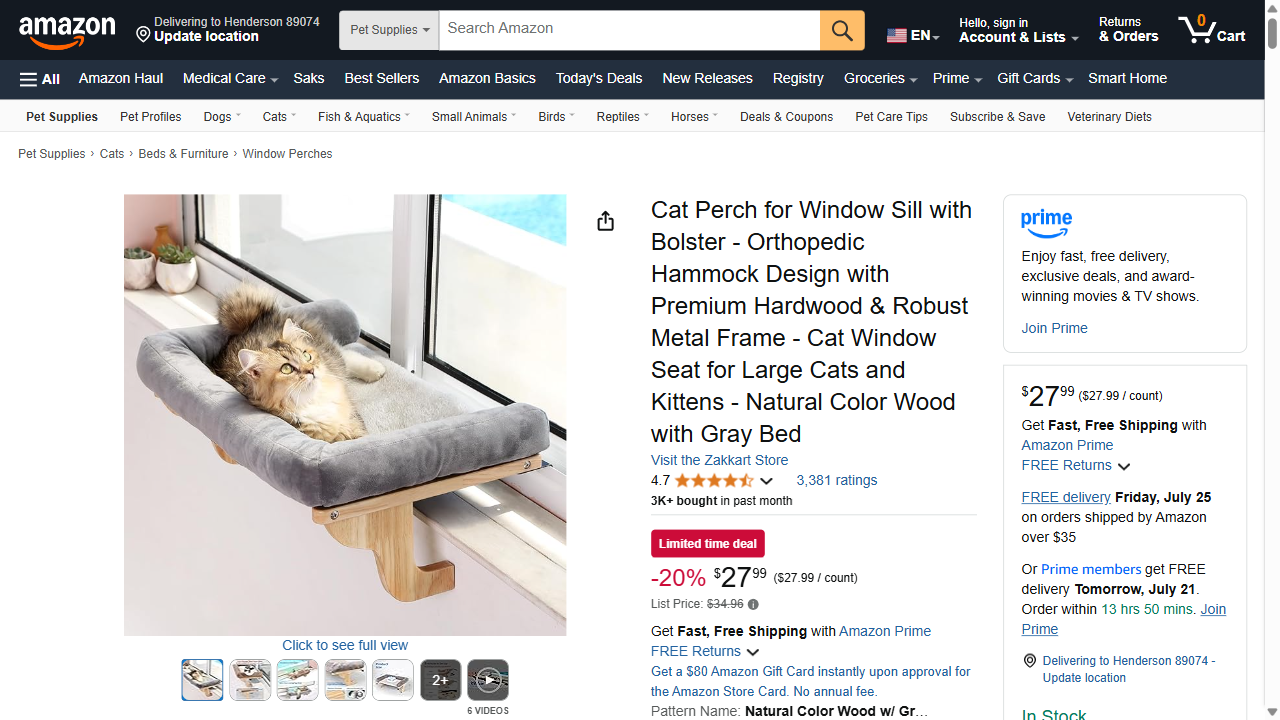 amazon
Delivering to Henderson 89074
Update location
Pet Supplies
Search Amazon
EN
Hello, sign in
Account & Lists
Returns
& Orders
0
Cart
All
Amazon Haul
Medical Care
Saks
Best Sellers
Amazon Basics
Today's Deals
New Releases
Registry
Groceries
Prime
Gift Cards
Smart Home
Pet Supplies
Pet Profiles
Dogs
Cats
Fish & Aquatics
Small Animals
Birds
Reptiles
Horses
Deals & Coupons
Pet Care Tips
Subscribe & Save
Veterinary Diets
Pet Supplies › Cats › Beds & Furniture › Window Perches
Click to see full view
2+
6 VIDEOS
Cat Perch for Window Sill with
Bolster - Orthopedic
Hammock Design with
Premium Hardwood & Robust
Metal Frame - Cat Window
Seat for Large Cats and
Kittens - Natural Color Wood
with Gray Bed
Visit the Zakkart Store
4.7
3,381 ratings
3K+ bought in past month
Limited time deal
-20% $27.99 ($27.99 / count)
List Price: $34.96
Get Fast, Free Shipping with Amazon Prime
FREE Returns
Get a $80 Amazon Gift Card instantly upon approval for
the Amazon Store Card. No annual fee.
Pattern Name: Natural Color Wood w/ Gr…
prime
Enjoy fast, free delivery,
exclusive deals, and award-
winning movies & TV shows.
Join Prime
$27.99 ($27.99 / count)
Get Fast, Free Shipping with
Amazon Prime
FREE Returns
FREE delivery Friday, July 25
on orders shipped by Amazon
over $35
Or Prime members get FREE
delivery Tomorrow, July 21.
Order within 13 hrs 50 mins. Join
Prime
Delivering to Henderson 89074 -
Update location
In Stock